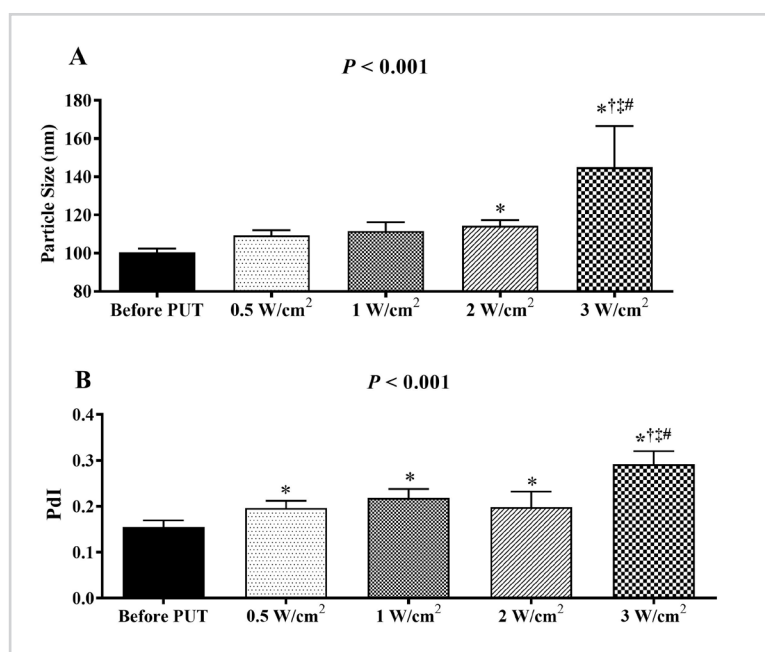 A
P < 0.001
Particle Size (nm)
180
160
140
120
100
80
*
*†‡#
Before PUT
0.5 W/cm²
1 W/cm²
2 W/cm²
3 W/cm²
B
P < 0.001
PdI
0.4
0.3
0.2
0.1
0.0
*
*
*
*†‡#
Before PUT
0.5 W/cm²
1 W/cm²
2 W/cm²
3 W/cm²